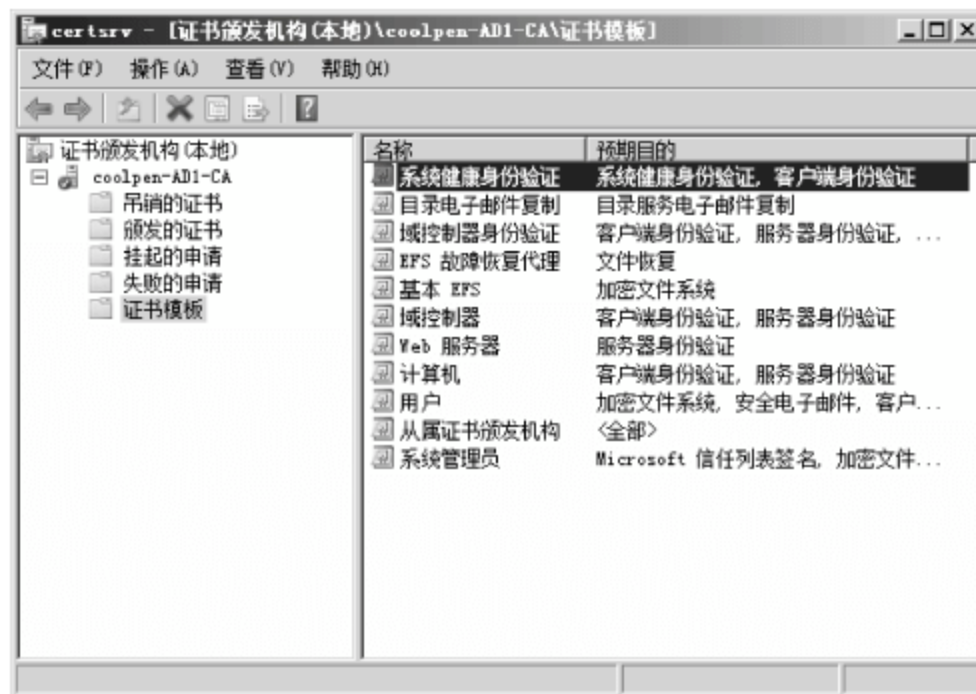 certsrv - [证书颁发机构(本地)\coolpen-AD1-CA\证书模板]
文件(F) 操作(A) 查看(V) 帮助(H)
证书颁发机构(本地)
coolpen-AD1-CA
吊销的证书
颁发的证书
挂起的申请
失败的申请
证书模板
名称 预期目的
系统健康身份验证 系统健康身份验证, 客户端身份验证
目录电子邮件复制 目录服务电子邮件复制
域控制器身份验证 客户端身份验证, 服务器身份验证, ...
EFS 故障恢复代理 文件恢复
基本 EFS 加密文件系统
域控制器 客户端身份验证, 服务器身份验证
Web 服务器 服务器身份验证
计算机 客户端身份验证, 服务器身份验证
用户 加密文件系统, 安全电子邮件, 客户...
从属证书颁发机构 <全部>
系统管理员 Microsoft 信任列表签名, 加密文件...